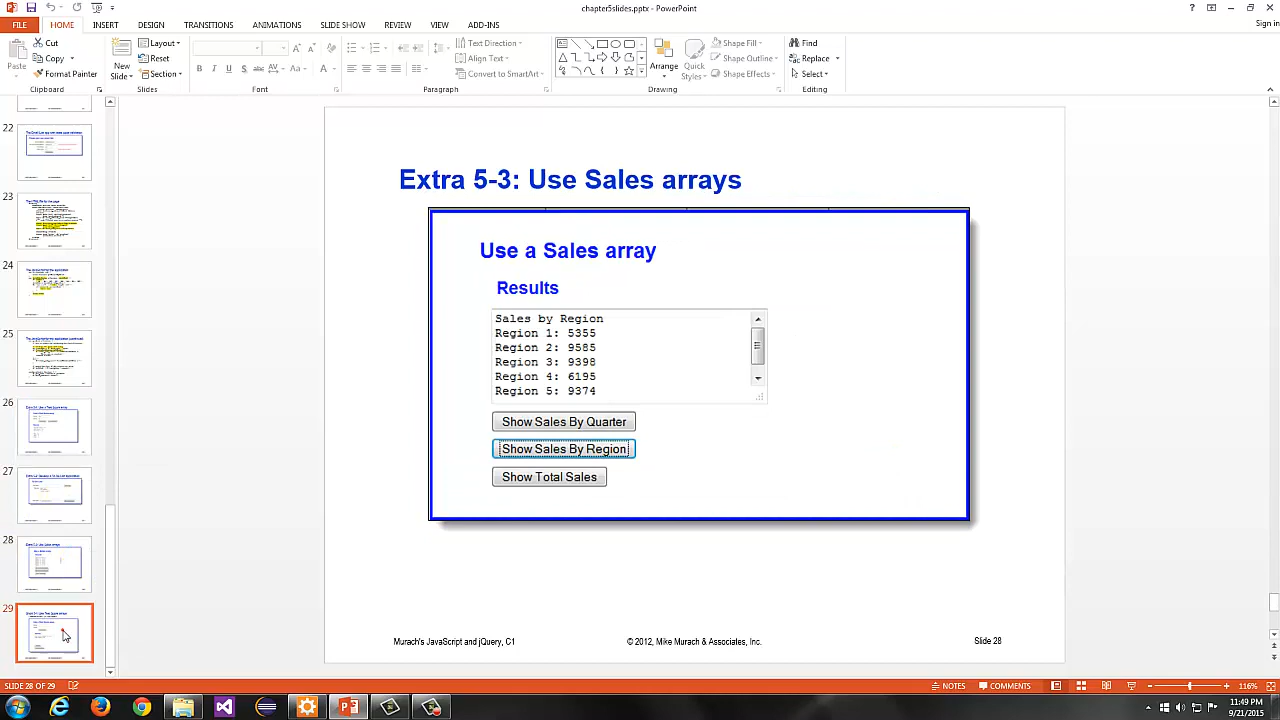 chapter5slides.pptx - PowerPoint
FILE HOME INSERT DESIGN TRANSITIONS ANIMATIONS SLIDE SHOW REVIEW VIEW ADD-INS
Sign in
Paste
Cut
Copy
Format Painter
Clipboard
New Slide
Layout
Reset
Section
Slides
B I U S abc AV Aa A
Font
Text Direction
Align Text
Convert to SmartArt
Paragraph
Arrange
Quick Styles
Shape Fill
Shape Outline
Shape Effects
Drawing
Find
Replace
Select
Editing
22
23
24
25
26
27
28
29
Extra 5-3: Use Sales arrays
Use a Sales array
Results
Sales by Region
Region 1: 5355
Region 2: 9585
Region 3: 9398
Region 4: 6195
Region 5: 9374
Show Sales By Quarter
Show Sales By Region
Show Total Sales
Murach's JavaScript and jQuery, C1 © 2012, Mike Murach & Associates, Inc. Slide 28
SLIDE 28 OF 29 NOTES COMMENTS 116%
11:49 PM
9/21/2015